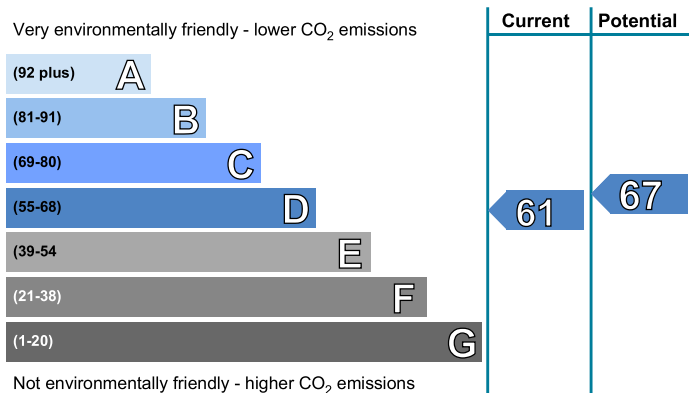 Very environmentally friendly - lower CO2 emissions
Current
Potential
(92 plus) A
(81-91) B
(69-80) C
(55-68) D
(39-54 E
(21-38) F
(1-20) G
61
67
Not environmentally friendly - higher CO2 emissions